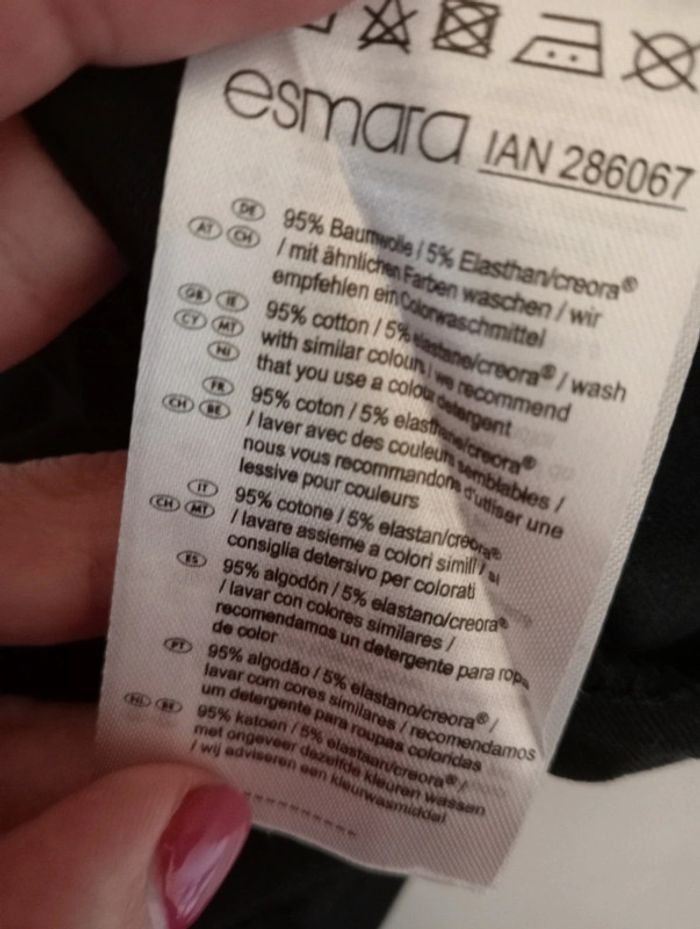 esmara IAN 286067
DE 95% Baumwolle / 5% Elasthan/creora®
AT CH / mit ähnlichen Farben waschen / wir
empfehlen ein Colorwaschmittel
GB IE 95% cotton / 5% elastane/creora® / wash
CY MT with similar colours / we recommend
NI that you use a colour detergent
FR 95% coton / 5% élasthanne/creora®
CH BE / laver avec des couleurs semblables /
nous vous recommandons d'utiliser une
lessive pour couleurs
IT 95% cotone / 5% elastan/creora®
CH MT / lavare assieme a colori simili / si
consiglia detersivo per colorati
ES 95% algodón / 5% elastano/creora®
/ lavar con colores similares /
recomendamos un detergente para ropa
de color
PT 95% algodão / 5% elastano/creora® /
lavar com cores similares / recomendamos
um detergente para roupas coloridas
NL BE 95% katoen / 5% elastaan/creora® /
met ongeveer dezelfde kleuren wassen
/ wij adviseren een kleurwasmiddel